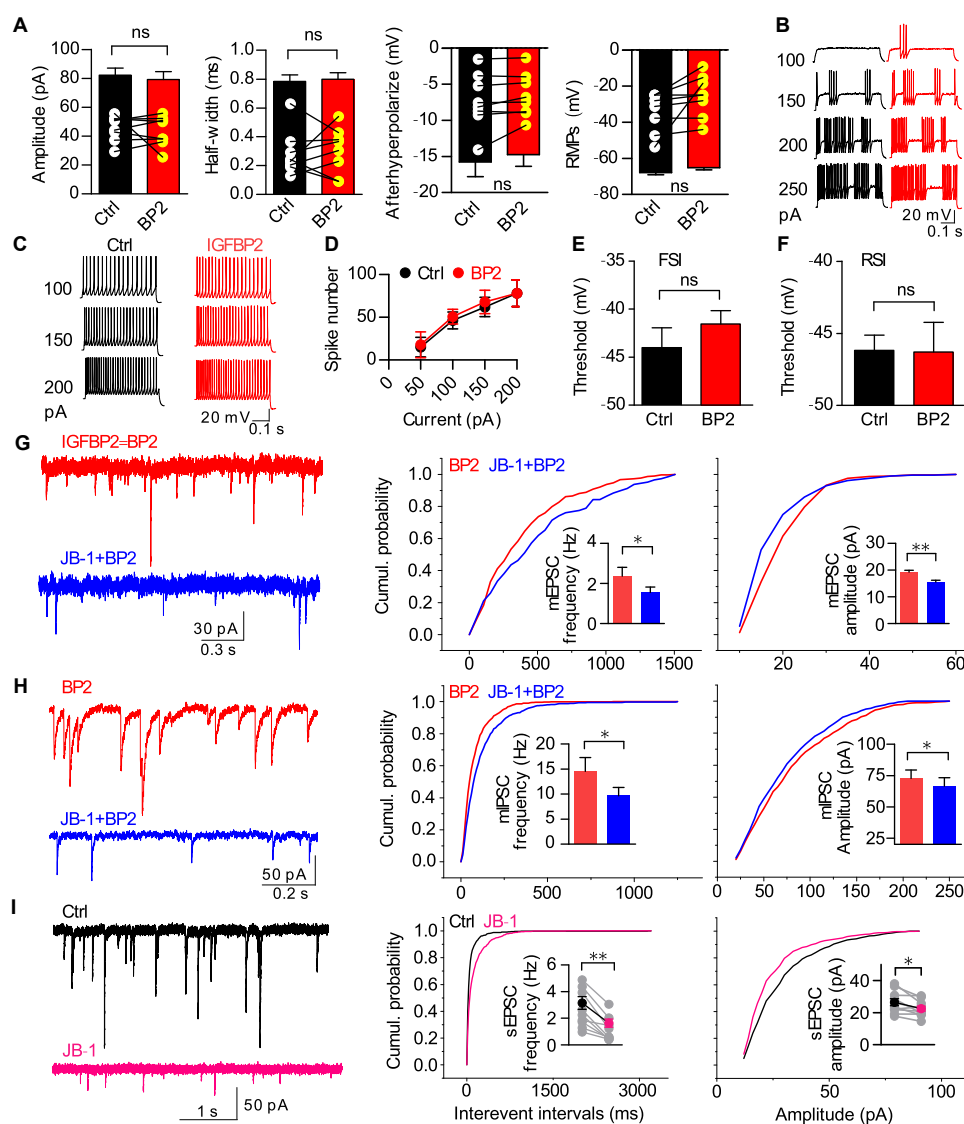 A
Amplitude (pA)
100
80
60
40
20
0
ns
Ctrl
BP2
Half-width (ms)
1.0
0.8
0.6
0.4
0.2
0.0
ns
Ctrl
BP2
Afterhyperpolarize (mV)
0
-5
-10
-15
-20
ns
Ctrl
BP2
RMPs (mV)
0
-20
-40
-60
-80
ns
Ctrl
BP2
B
100
150
200
250
pA
20 mV
0.1 s
C
Ctrl
IGFBP2
100
150
200
pA
20 mV
0.1 s
D
Ctrl
BP2
Spike number
100
50
0
0
50
100
150
200
Current (pA)
E
FSI
ns
Threshold (mV)
-35
-40
-45
-50
Ctrl
BP2
F
RSI
ns
Threshold (mV)
-40
-45
-50
Ctrl
BP2
G
IGFBP2=BP2
JB-1+BP2
30 pA
0.3 s
BP2 JB-1+BP2
Cumul. probability
1.0
0.8
0.6
0.4
0.2
0.0
0
500
1000
1500
mEPSC
frequency (Hz)
4
2
0
*
20
40
60
mEPSC
amplitude (pA)
30
20
10
0
**
H
BP2
JB-1+BP2
50 pA
0.2 s
BP2 JB-1+BP2
Cumul. probability
1.0
0.8
0.6
0.4
0.2
0.0
0
500
1000
mIPSC
frequency (Hz)
20
15
10
5
0
*
0
50
100
150
200
250
mIPSC
Amplitude (pA)
100
75
50
25
*
I
Ctrl
JB-1
1 s
50 pA
Ctrl JB-1
Cumul. probability
1.0
0.8
0.6
0.4
0.2
0.0
0
1000
2000
3000
Interevent intervals (ms)
sEPSC
frequency (Hz)
6
4
2
0
**
0
50
100
Amplitude (pA)
sEPSC
amplitude (pA)
60
40
20
0
*